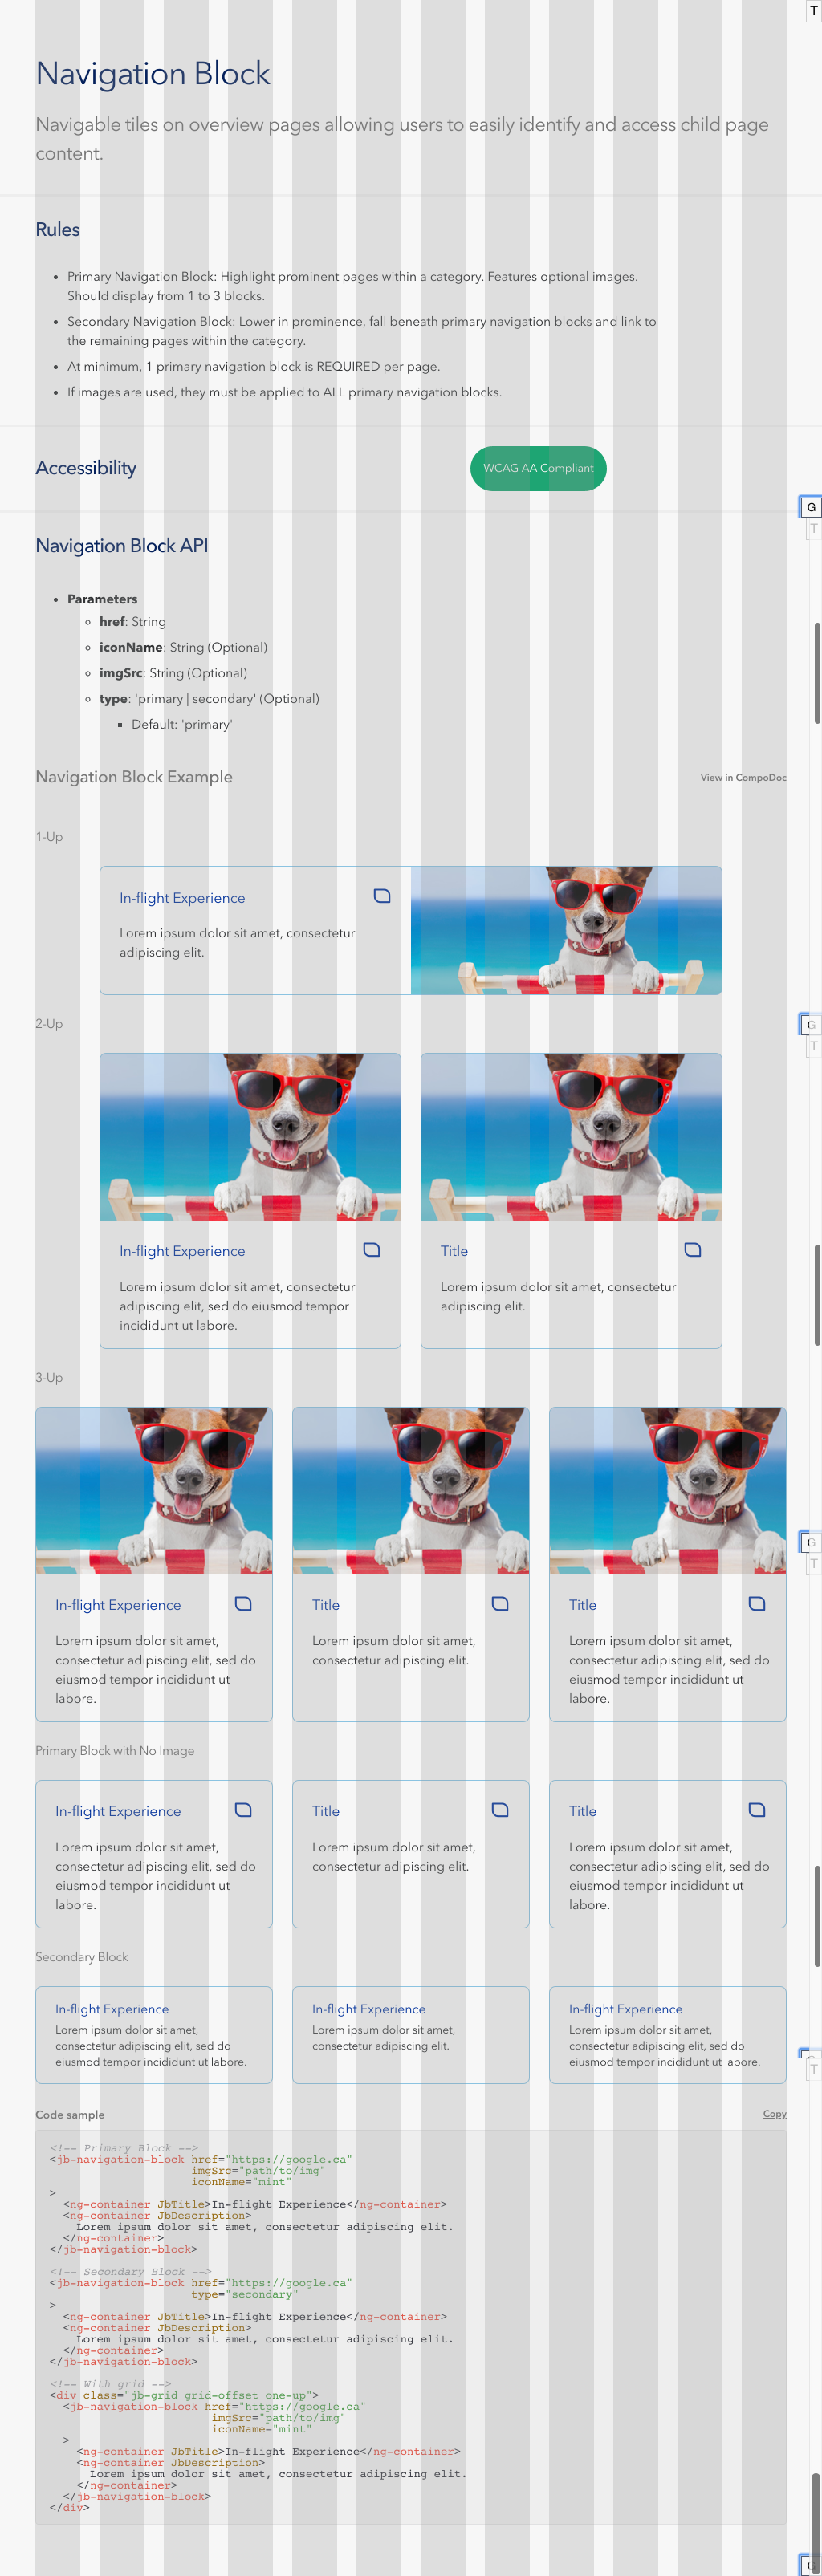 T
Navigation Block
Navigable tiles on overview pages allowing users to easily identify and access child page
content.
Rules
• Primary Navigation Block: Highlight prominent pages within a category. Features optional images.
Should display from 1 to 3 blocks.
• Secondary Navigation Block: Lower in prominence, fall beneath primary navigation blocks and link to
the remaining pages within the category.
• At minimum, 1 primary navigation block is REQUIRED per page.
• If images are used, they must be applied to ALL primary navigation blocks.
Accessibility
WCAG AA Compliant
G
T
Navigation Block API
• Parameters
◦ href: String
◦ iconName: String (Optional)
◦ imgSrc: String (Optional)
◦ type: 'primary | secondary' (Optional)
▪ Default: 'primary'
Navigation Block Example
View in CompoDoc
1-Up
In-flight Experience
Lorem ipsum dolor sit amet, consectetur
adipiscing elit.
2-Up
G
T
In-flight Experience
Lorem ipsum dolor sit amet, consectetur
adipiscing elit, sed do eiusmod tempor
incididunt ut labore.
Title
Lorem ipsum dolor sit amet, consectetur
adipiscing elit.
3-Up
G
T
In-flight Experience
Lorem ipsum dolor sit amet,
consectetur adipiscing elit, sed do
eiusmod tempor incididunt ut
labore.
Title
Lorem ipsum dolor sit amet,
consectetur adipiscing elit.
Title
Lorem ipsum dolor sit amet,
consectetur adipiscing elit, sed do
eiusmod tempor incididunt ut
labore.
Primary Block with No Image
In-flight Experience
Lorem ipsum dolor sit amet,
consectetur adipiscing elit, sed do
eiusmod tempor incididunt ut
labore.
Title
Lorem ipsum dolor sit amet,
consectetur adipiscing elit.
Title
Lorem ipsum dolor sit amet,
consectetur adipiscing elit, sed do
eiusmod tempor incididunt ut
labore.
Secondary Block
In-flight Experience
Lorem ipsum dolor sit amet,
consectetur adipiscing elit, sed do
eiusmod tempor incididunt ut labore.
In-flight Experience
Lorem ipsum dolor sit amet,
consectetur adipiscing elit.
In-flight Experience
Lorem ipsum dolor sit amet,
consectetur adipiscing elit, sed do
eiusmod tempor incididunt ut labore.
T
Code sample
Copy
<!-- Primary Block -->
<jb-navigation-block href="https://google.ca"
imgSrc="path/to/img"
iconName="mint"
>
<ng-container JbTitle>In-flight Experience</ng-container>
<ng-container JbDescription>
Lorem ipsum dolor sit amet, consectetur adipiscing elit.
</ng-container>
</jb-navigation-block>
<!-- Secondary Block -->
<jb-navigation-block href="https://google.ca"
type="secondary"
>
<ng-container JbTitle>In-flight Experience</ng-container>
<ng-container JbDescription>
Lorem ipsum dolor sit amet, consectetur adipiscing elit.
</ng-container>
</jb-navigation-block>
<!-- With grid -->
<div class="jb-grid grid-offset one-up">
<jb-navigation-block href="https://google.ca"
imgSrc="path/to/img"
iconName="mint"
>
<ng-container JbTitle>In-flight Experience</ng-container>
<ng-container JbDescription>
Lorem ipsum dolor sit amet, consectetur adipiscing elit.
</ng-container>
</jb-navigation-block>
</div>